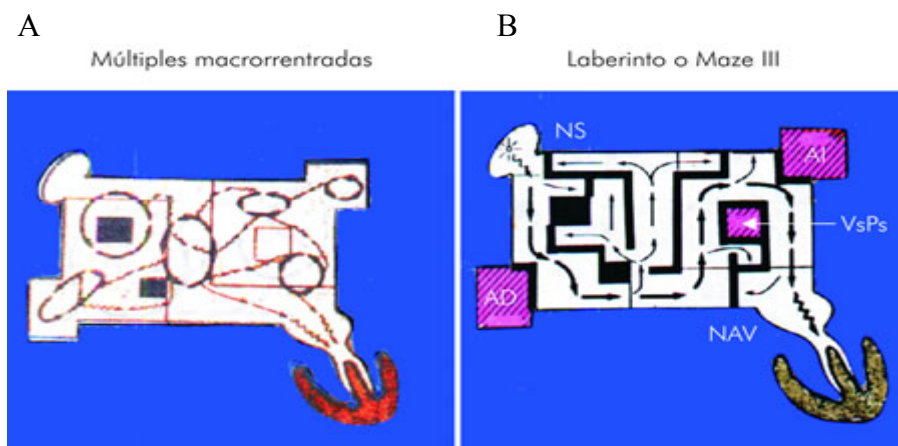 A
B
Múltiples macrorrentradas
Laberinto o Maze III
NS
AI
VsPs
AD
NAV